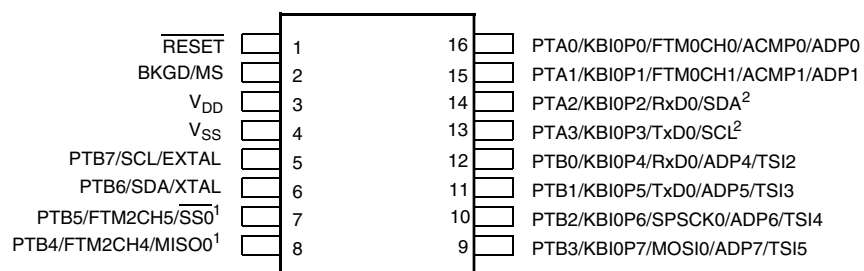 RESET 1 16 PTA0/KBI0P0/FTM0CH0/ACMP0/ADP0
BKGD/MS 2 15 PTA1/KBI0P1/FTM0CH1/ACMP1/ADP1
VDD 3 14 PTA2/KBI0P2/RxD0/SDA2
VSS 4 13 PTA3/KBI0P3/TxD0/SCL2
PTB7/SCL/EXTAL 5 12 PTB0/KBI0P4/RxD0/ADP4/TSI2
PTB6/SDA/XTAL 6 11 PTB1/KBI0P5/TxD0/ADP5/TSI3
PTB5/FTM2CH5/SS01 7 10 PTB2/KBI0P6/SPSCK0/ADP6/TSI4
PTB4/FTM2CH4/MISO01 8 9 PTB3/KBI0P7/MOSI0/ADP7/TSI5